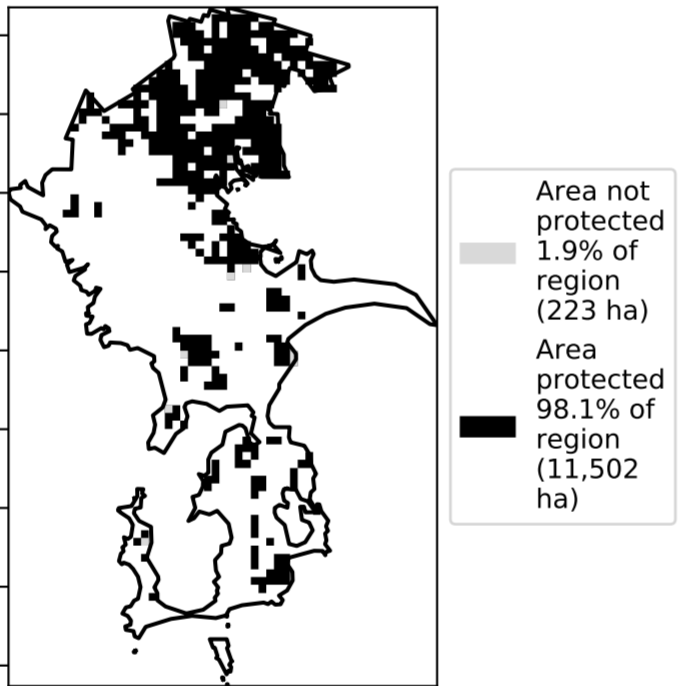 Area not
protected
1.9% of
region
(223 ha)
Area
protected
98.1% of
region
(11,502
ha)